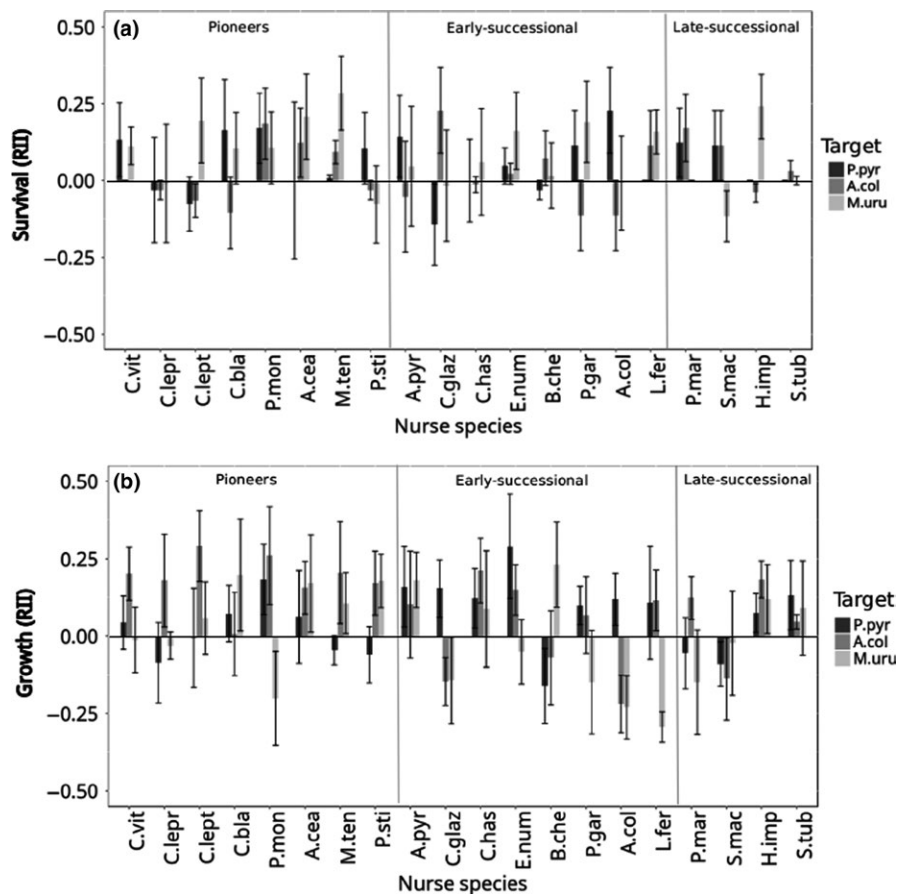 (a)
Pioneers Early-successional Late-successional
0.50
0.25
0.00
−0.25
−0.50
Survival (RII)
Target
P.pyr
A.col
M.uru
C.vit C.lepr C.lept C.bla P.mon A.cea M.ten P.sti A.pyr C.glaz C.has E.num B.che P.gar A.col L.fer P.mar S.mac H.imp S.tub
Nurse species
(b)
Pioneers Early-successional Late-successional
0.50
0.25
0.00
−0.25
−0.50
Growth (RII)
Target
P.pyr
A.col
M.uru
C.vit C.lepr C.lept C.bla P.mon A.cea M.ten P.sti A.pyr C.glaz C.has E.num B.che P.gar A.col L.fer P.mar S.mac H.imp S.tub
Nurse species